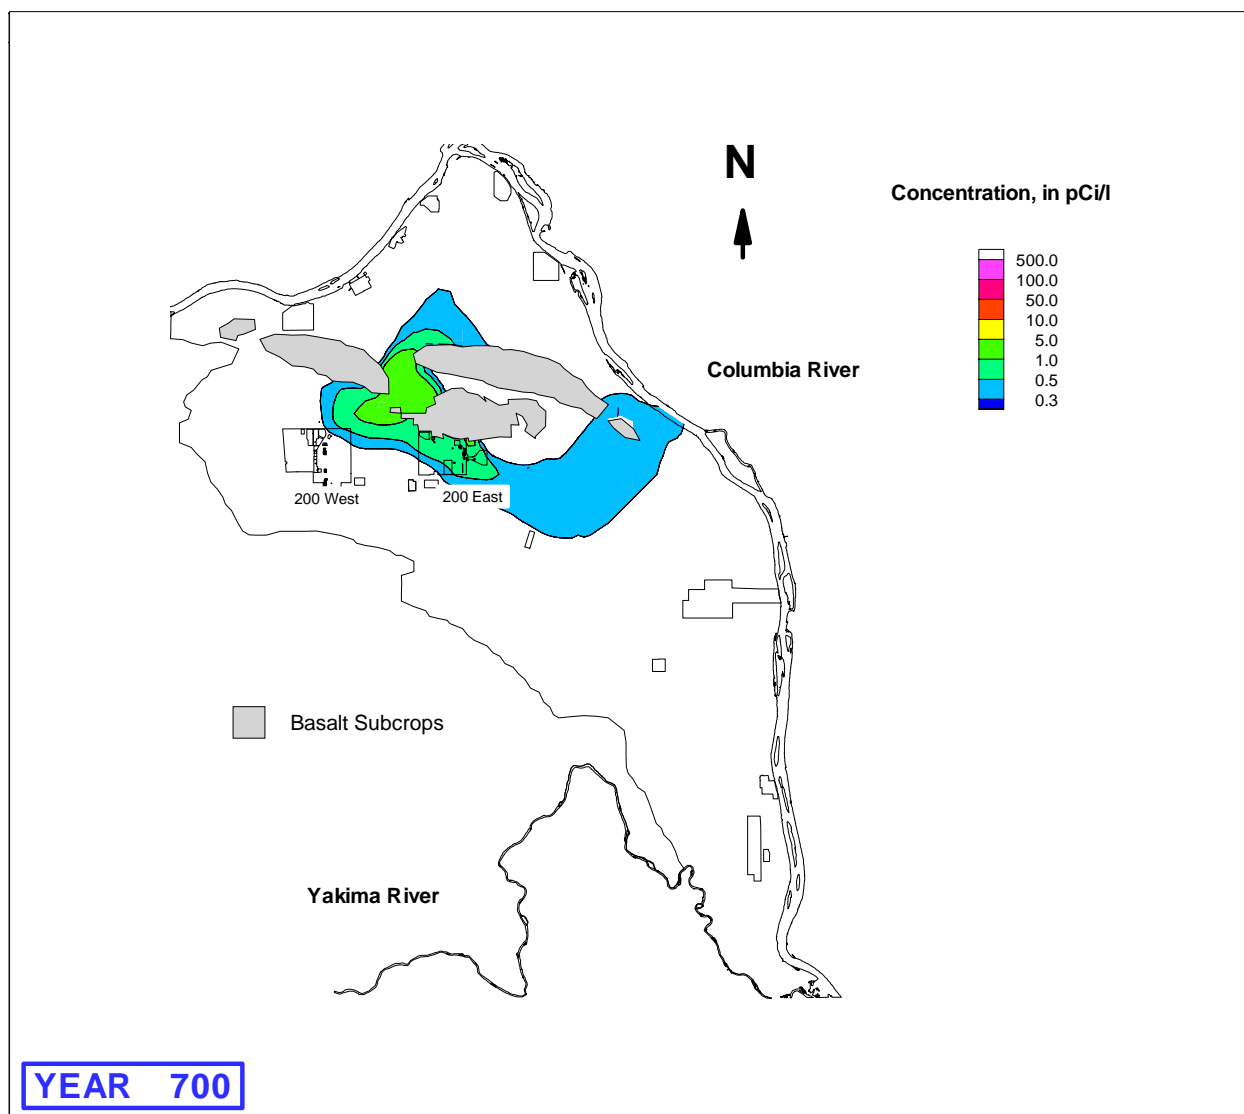 N
Concentration, in pCi/l
500.0
100.0
50.0
10.0
5.0
1.0
0.5
0.3
Columbia River
200 West
200 East
Basalt Subcrops
Yakima River
YEAR 700